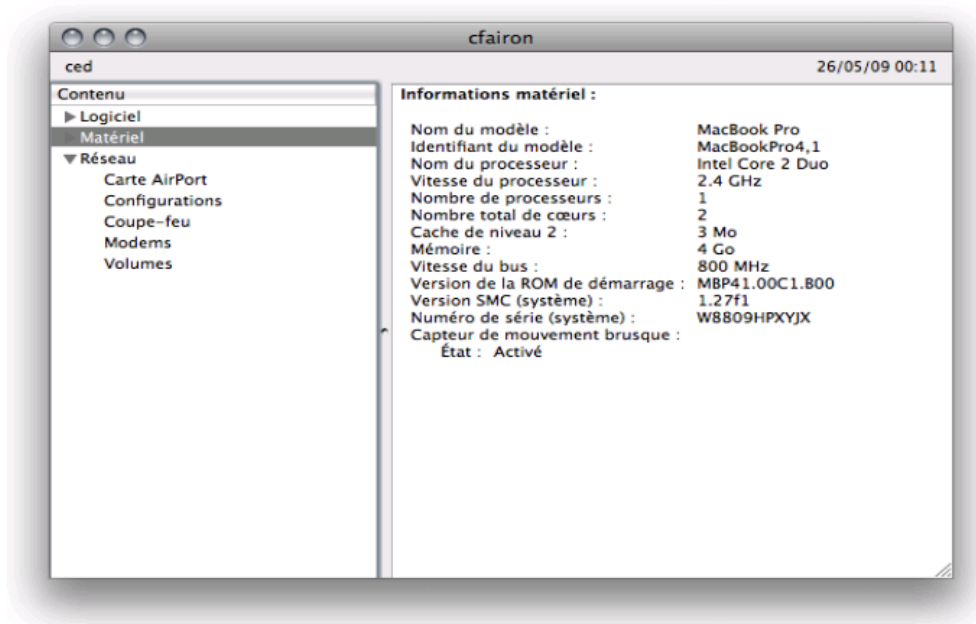 cfairon
ced 26/05/09 00:11
Contenu
Logiciel
Matériel
Réseau
Carte AirPort
Configurations
Coupe-feu
Modems
Volumes
Informations matériel :
Nom du modèle : MacBook Pro
Identifiant du modèle : MacBookPro4,1
Nom du processeur : Intel Core 2 Duo
Vitesse du processeur : 2.4 GHz
Nombre de processeurs : 1
Nombre total de cœurs : 2
Cache de niveau 2 : 3 Mo
Mémoire : 4 Go
Vitesse du bus : 800 MHz
Version de la ROM de démarrage : MBP41.00C1.B00
Version SMC (système) : 1.27f1
Numéro de série (système) : W8809HPXYJX
Capteur de mouvement brusque :
État : Activé